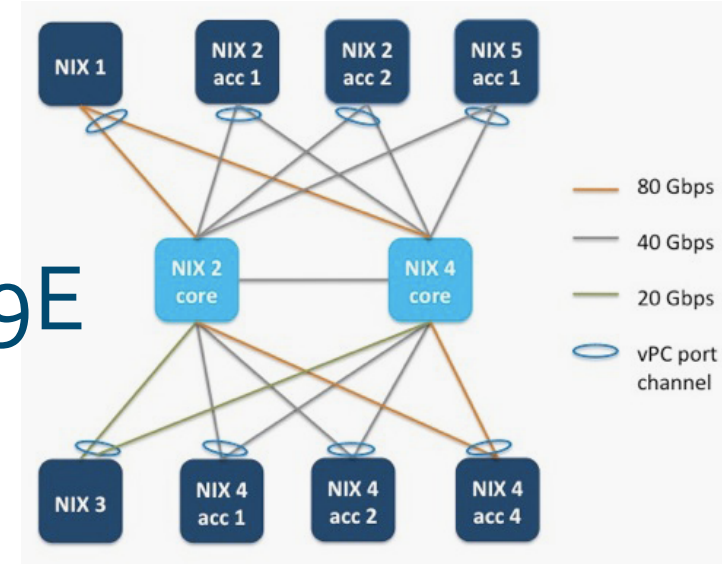 NIX 1
NIX 2
acc 1
NIX 2
acc 2
NIX 5
acc 1
80 Gbps
40 Gbps
20 Gbps
vPC port
channel
NIX 2
core
NIX 4
core
9E
NIX 3
NIX 4
acc 1
NIX 4
acc 2
NIX 4
acc 4